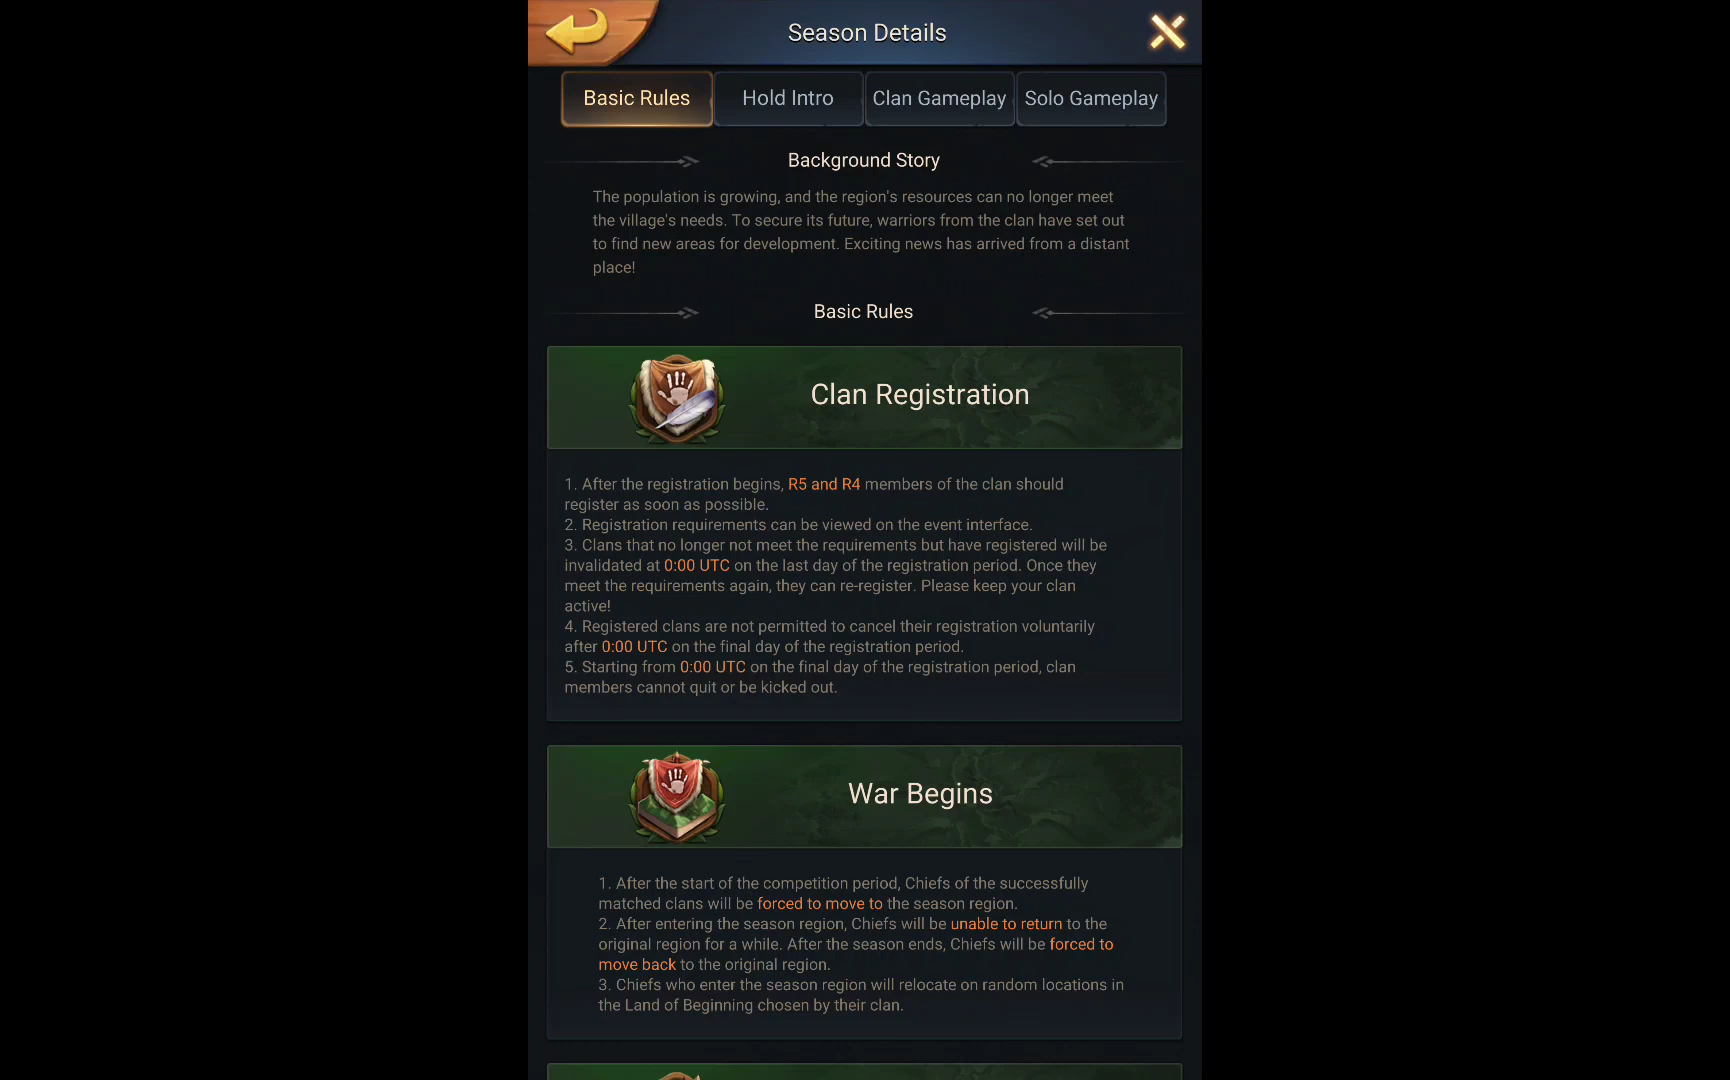 Season Details
Basic Rules
Hold Intro
Clan Gameplay
Solo Gameplay
Background Story
The population is growing, and the region's resources can no longer meet
the village's needs. To secure its future, warriors from the clan have set out
to find new areas for development. Exciting news has arrived from a distant
place!
Basic Rules
Clan Registration
1. After the registration begins, R5 and R4 members of the clan should
register as soon as possible.
2. Registration requirements can be viewed on the event interface.
3. Clans that no longer not meet the requirements but have registered will be
invalidated at 0:00 UTC on the last day of the registration period. Once they
meet the requirements again, they can re-register. Please keep your clan
active!
4. Registered clans are not permitted to cancel their registration voluntarily
after 0:00 UTC on the final day of the registration period.
5. Starting from 0:00 UTC on the final day of the registration period, clan
members cannot quit or be kicked out.
War Begins
1. After the start of the competition period, Chiefs of the successfully
matched clans will be forced to move to the season region.
2. After entering the season region, Chiefs will be unable to return to the
original region for a while. After the season ends, Chiefs will be forced to
move back to the original region.
3. Chiefs who enter the season region will relocate on random locations in
the Land of Beginning chosen by their clan.